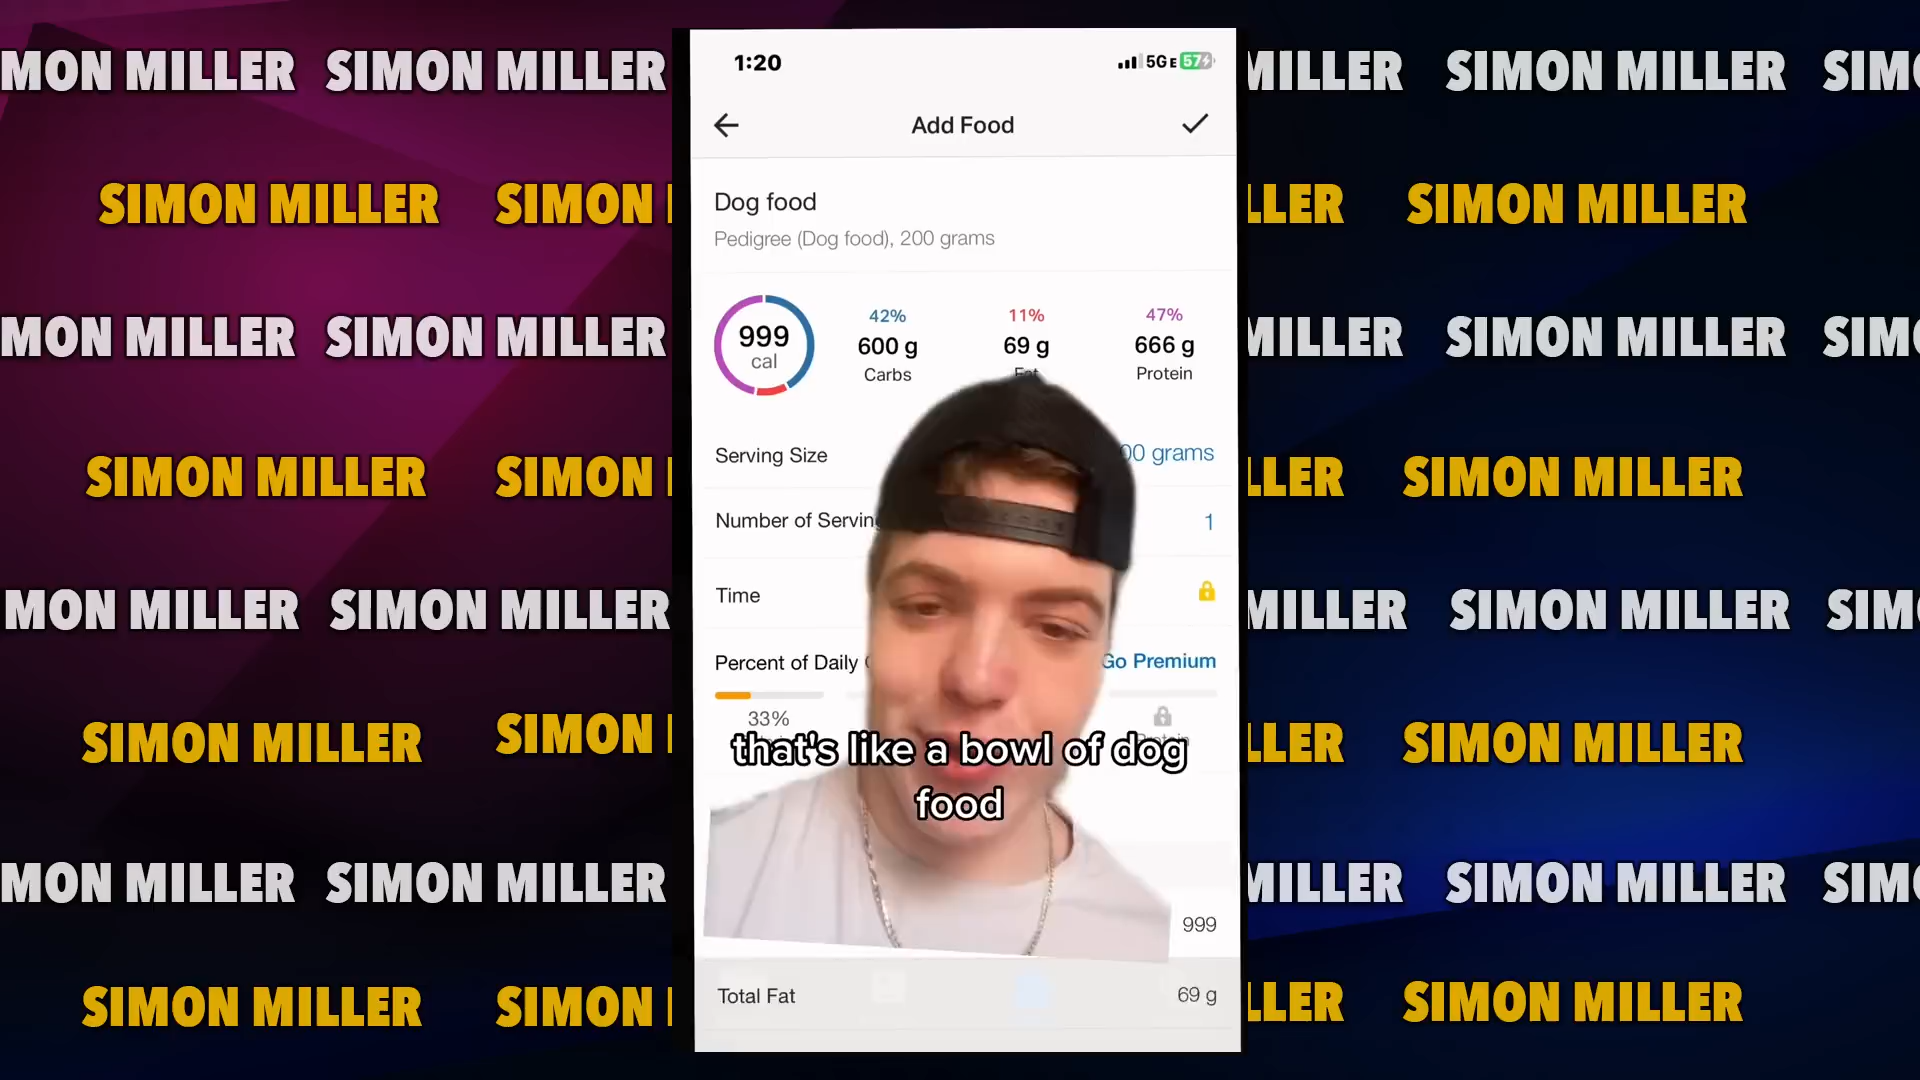 MON MILLER SIMON MILLER MILLER SIMON MILLER SIM
SIMON MILLER SIMON LLER SIMON MILLER
MON MILLER SIMON MILLER MILLER SIMON MILLER SIM
SIMON MILLER SIMON LLER SIMON MILLER
MON MILLER SIMON MILLER MILLER SIMON MILLER SIM
SIMON MILLER SIMON LLER SIMON MILLER
MON MILLER SIMON MILLER MILLER SIMON MILLER SIM
SIMON MILLER SIMON LLER SIMON MILLER
1:20 5GE 57
Add Food
Dog food
Pedigree (Dog food), 200 grams
42% 11% 47%
999 600 g 69 g 666 g
cal Carbs Fat Protein
Serving Size 00 grams
Number of Serving 1
Time
Percent of Daily Go Premium
33%
that's like a bowl of dog
food
999
Total Fat 69 g